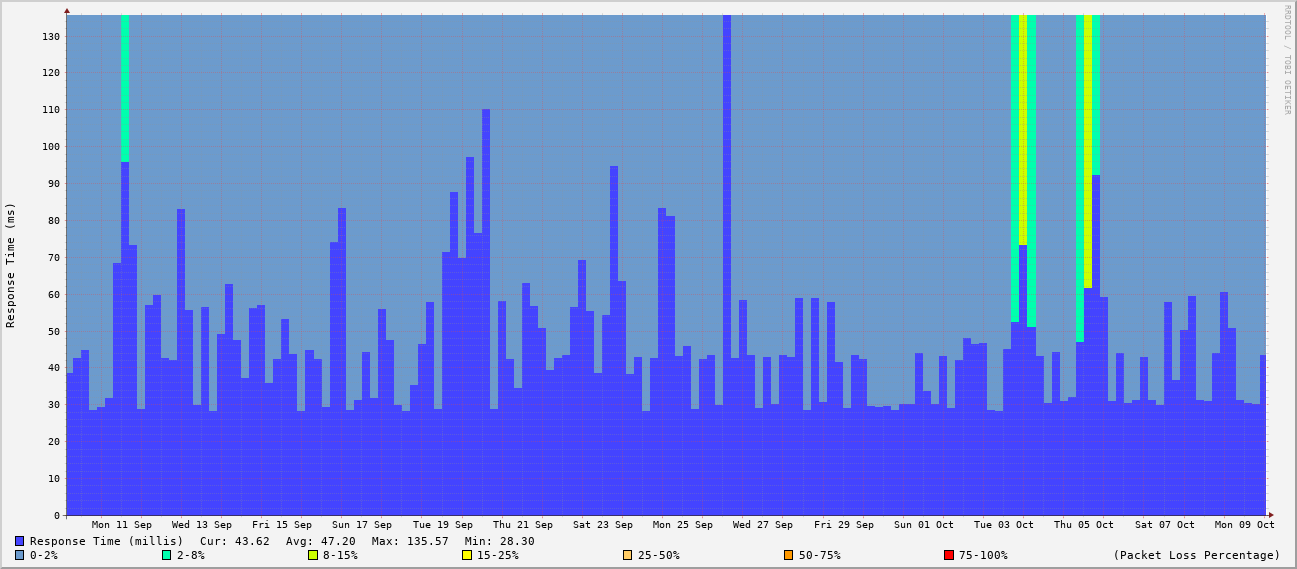 RRDTOOL / TOBI OETIKER
Response Time (ms)
130
120
110
100
90
80
70
60
50
40
30
20
10
0
Mon 11 Sep Wed 13 Sep Fri 15 Sep Sun 17 Sep Tue 19 Sep Thu 21 Sep Sat 23 Sep Mon 25 Sep Wed 27 Sep Fri 29 Sep Sun 01 Oct Tue 03 Oct Thu 05 Oct Sat 07 Oct Mon 09 Oct
Response Time (millis) Cur: 43.62 Avg: 47.20 Max: 135.57 Min: 28.30
0-2% 2-8% 8-15% 15-25% 25-50% 50-75% 75-100% (Packet Loss Percentage)